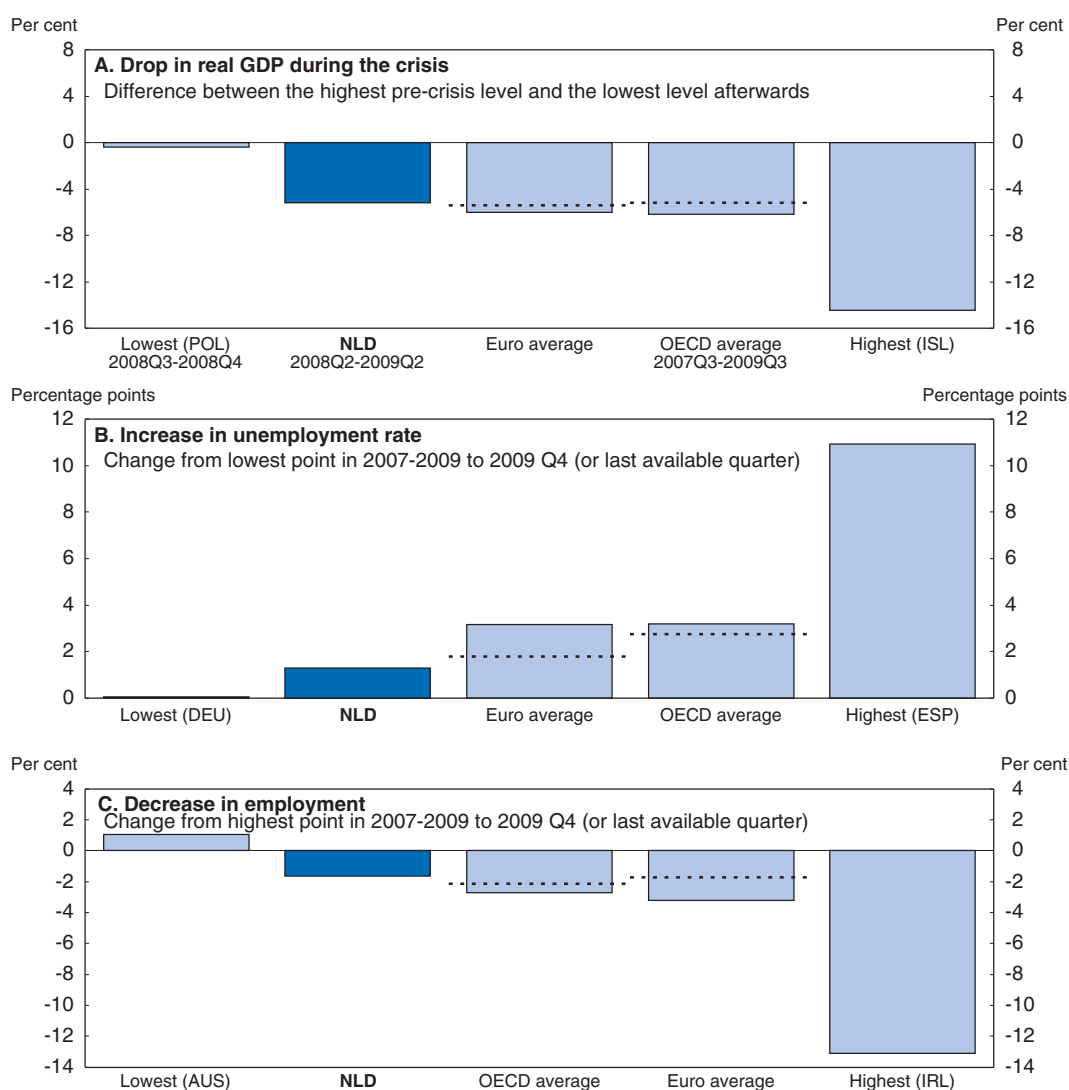 Per cent
Per cent
8
8
A. Drop in real GDP during the crisis
Difference between the highest pre-crisis level and the lowest level afterwards
4
4
0
0
-4
-4
-8
-8
-12
-12
-16
-16
Lowest (POL)
2008Q3-2008Q4
NLD
2008Q2-2009Q2
Euro average
OECD average
2007Q3-2009Q3
Highest (ISL)
Percentage points
Percentage points
12
12
B. Increase in unemployment rate
Change from lowest point in 2007-2009 to 2009 Q4 (or last available quarter)
10
10
8
8
6
6
4
4
2
2
0
0
Lowest (DEU)
NLD
Euro average
OECD average
Highest (ESP)
Per cent
Per cent
4
4
C. Decrease in employment
Change from highest point in 2007-2009 to 2009 Q4 (or last available quarter)
2
2
0
0
-2
-2
-4
-4
-6
-6
-8
-8
-10
-10
-12
-12
-14
-14
Lowest (AUS)
NLD
OECD average
Euro average
Highest (IRL)